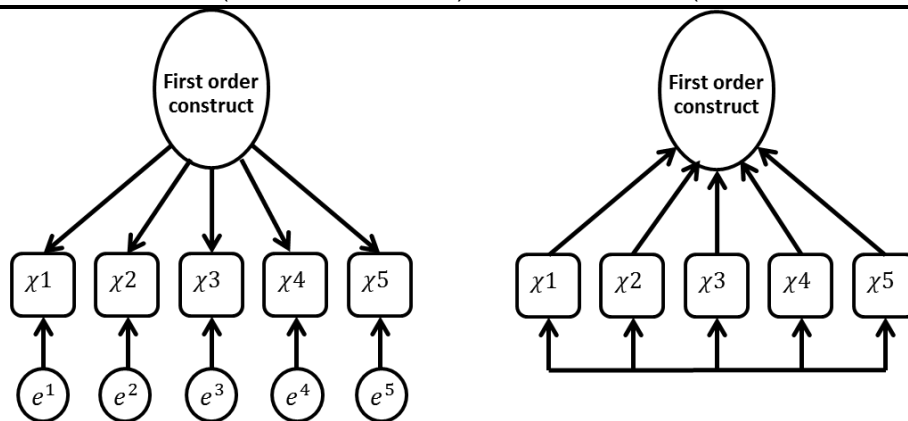 First order
construct
χ1 χ2 χ3 χ4 χ5
e¹ e² e³ e⁴ e⁵
First order
construct
χ1 χ2 χ3 χ4 χ5